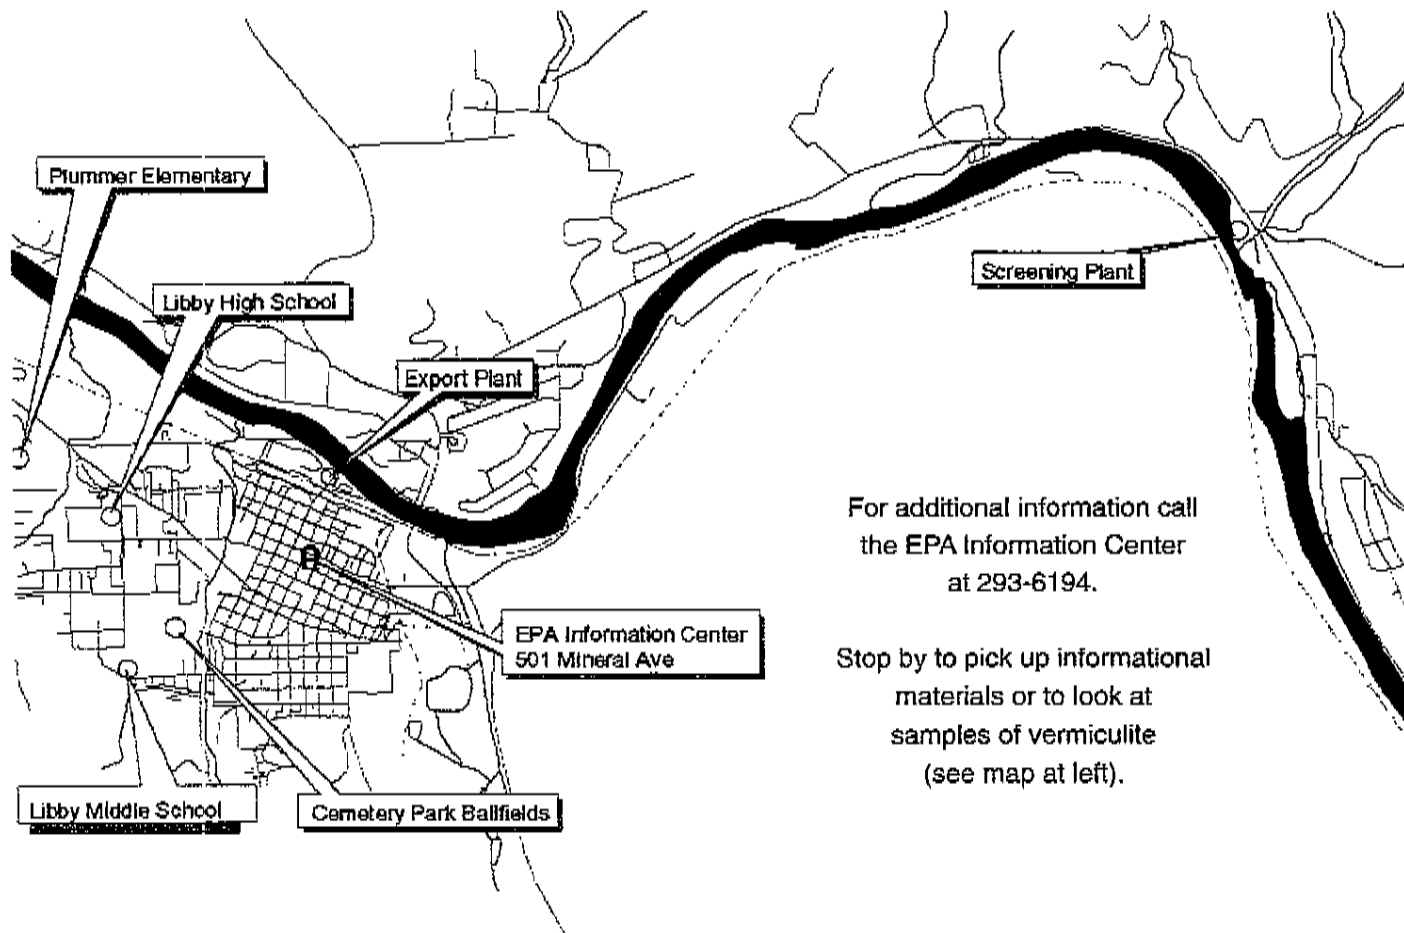 Plummer Elementary
Libby High School
Export Plant
Screening Plant
For additional information call
the EPA Information Center
at 293-6194.
EPA Information Center
501 Mineral Ave
Stop by to pick up informational
materials or to look at
samples of vermiculite
(see map at left).
Libby Middle School
Cemetery Park Ballfields